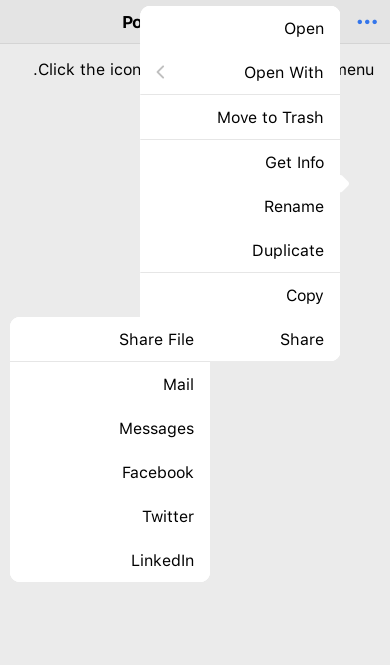 Po
.Click the icon
menu
Open
Open With
Move to Trash
Get Info
Rename
Duplicate
Copy
Share
Share File
Mail
Messages
Facebook
Twitter
LinkedIn